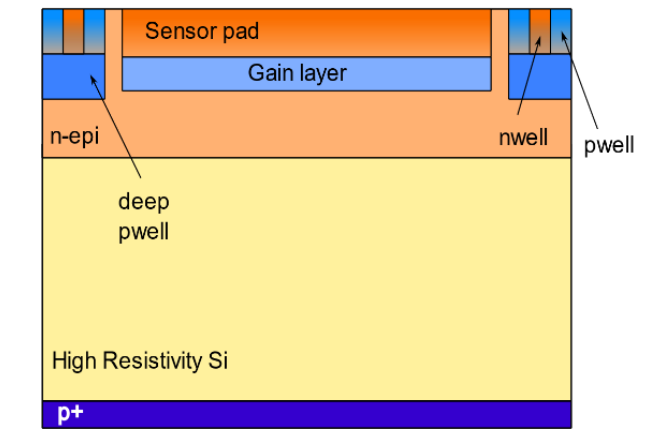 Sensor pad
Gain layer
n-epi
nwell
pwell
deep
pwell
High Resistivity Si
p+